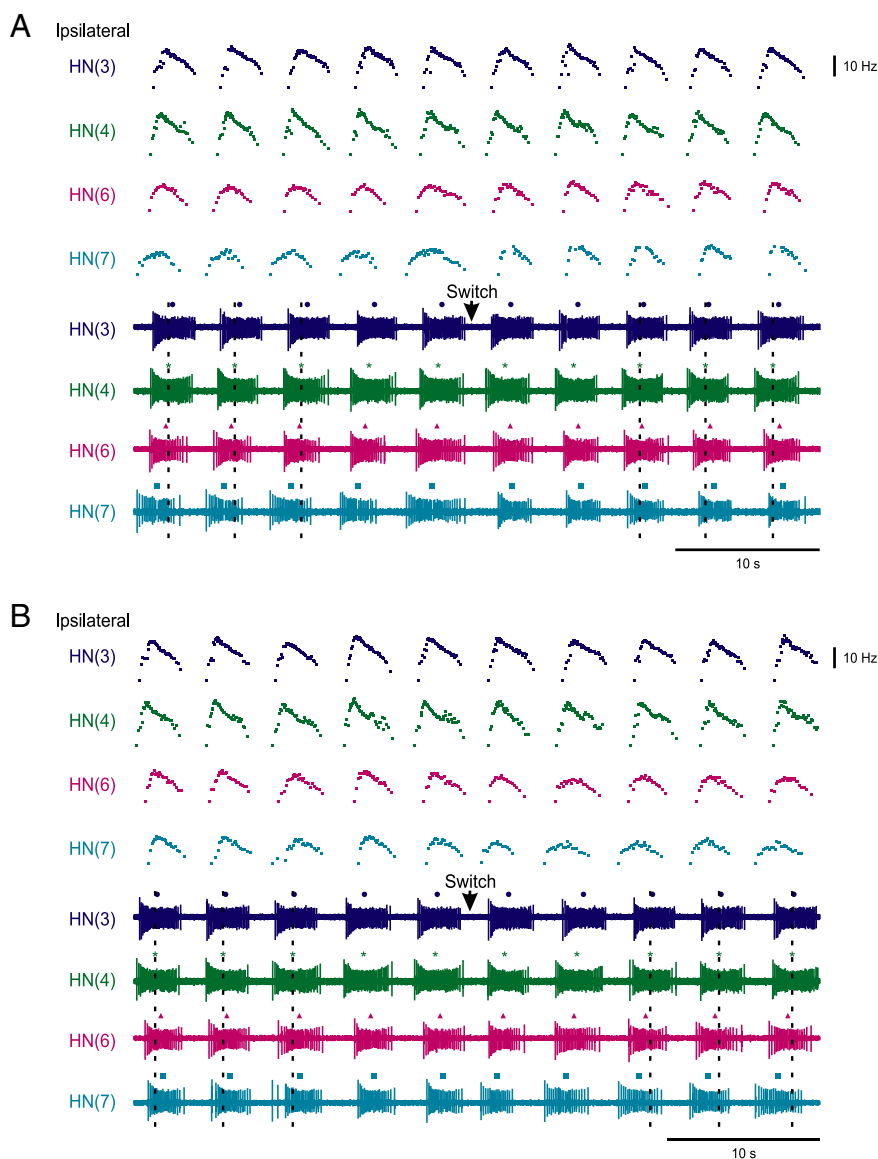 A
Ipsilateral
HN(3)
10 Hz
HN(4)
HN(6)
HN(7)
Switch
HN(3)
HN(4)
HN(6)
HN(7)
10 s
B
Ipsilateral
HN(3)
10 Hz
HN(4)
HN(6)
HN(7)
Switch
HN(3)
HN(4)
HN(6)
HN(7)
10 s